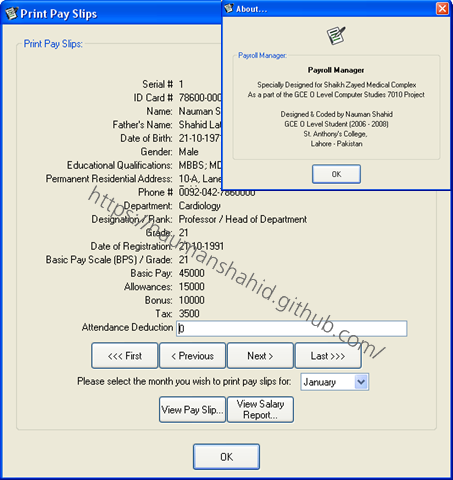 Print Pay Slips
Print Pay Slips:
Serial # 1
ID Card # 78600-000
Name: Nauman S
Father's Name: Shahid Lat
Date of Birth: 21-10-197
Gender: Male
Educational Qualifications: MBBS; MD
Permanent Residential Address: 10-A, Lane
Phone # 0092-042-7860000
Department: Cardiology
Designation / Rank: Professor / Head of Department
Grade: 21
Date of Registration: 21-10-1991
Basic Pay Scale (BPS) / Grade: 21
Basic Pay: 45000
Allowances: 15000
Bonus: 10000
Tax: 3500
Attendance Deduction 0
<<< First < Previous Next > Last >>>
Please select the month you wish to print pay slips for: January
View Pay Slip... View Salary Report...
OK
About...
Payroll Manager:
Payroll Manager
Specially Designed for Shaikh Zayed Medical Complex
As a part of the GCE O Level Computer Studies 7010 Project
Designed & Coded by Nauman Shahid
GCE O Level Student (2006 - 2008)
St. Anthony's College,
Lahore - Pakistan
OK
https://naumanshahid.github.com/